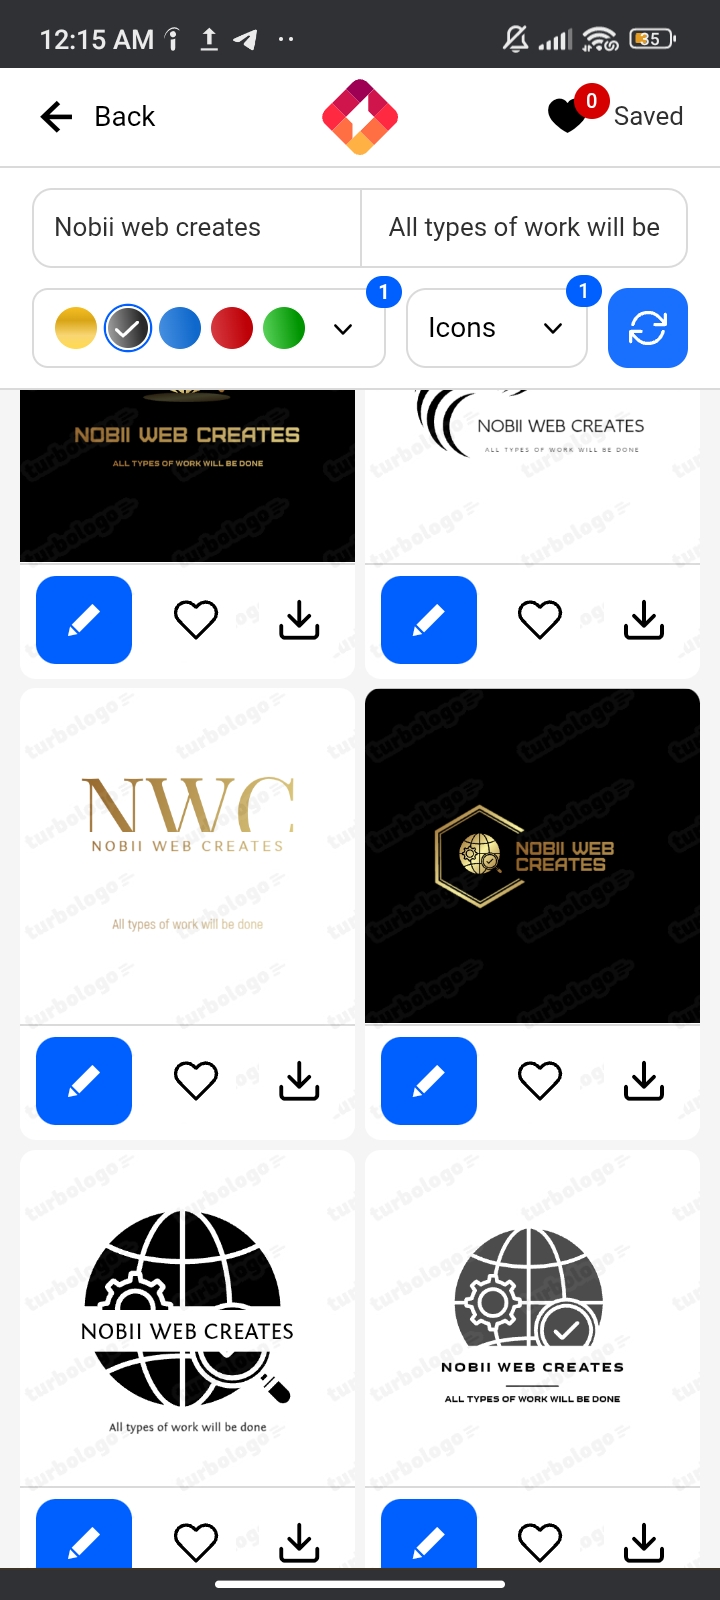 12:15 AM
35
Back
0
Saved
Nobii web creates
All types of work will be
1
1
Icons
NOBII WEB CREATES
ALL TYPES OF WORK WILL BE DONE
NOBII WEB CREATES
ALL TYPES OF WORK WILL BE DONE
NWC
NOBII WEB CREATES
All types of work will be done
NOBII WEB
CREATES
NOBII WEB CREATES
All types of work will be done
NOBII WEB CREATES
ALL TYPES OF WORK WILL BE DONE
turbologo